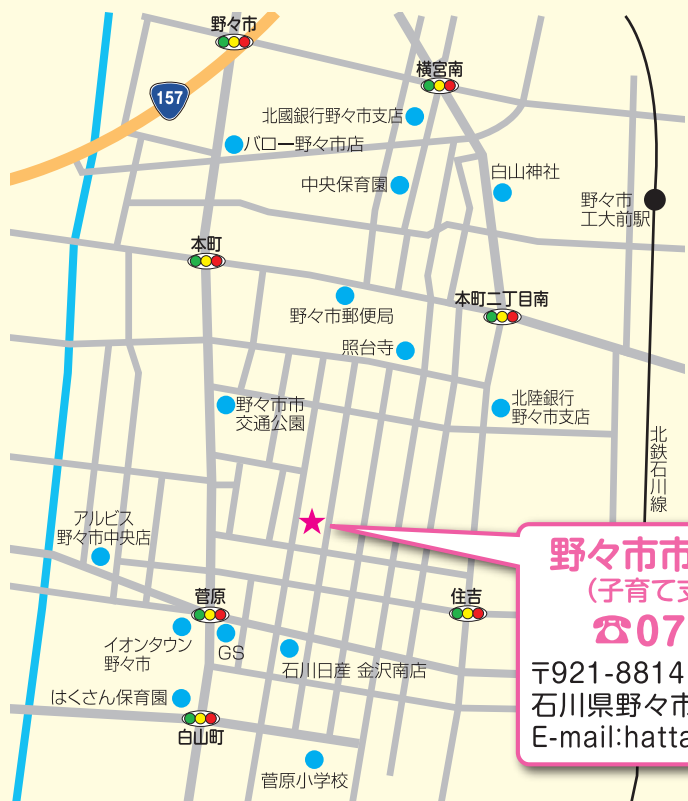 野々市
横宮南
157
北國銀行野々市支店
バロー野々市店
中央保育園
白山神社
野々市
工大前駅
本町
本町二丁目南
野々市郵便局
照台寺
野々市市
交通公園
北陸銀行
野々市支店
北鉄石川線
アルビス
野々市中央店
野々市市
(子育て支
☎07
〒921-8814
石川県野々市
E-mail:hatta
菅原
住吉
イオンタウン
野々市
GS
石川日産 金沢南店
はくさん保育園
白山町
菅原小学校